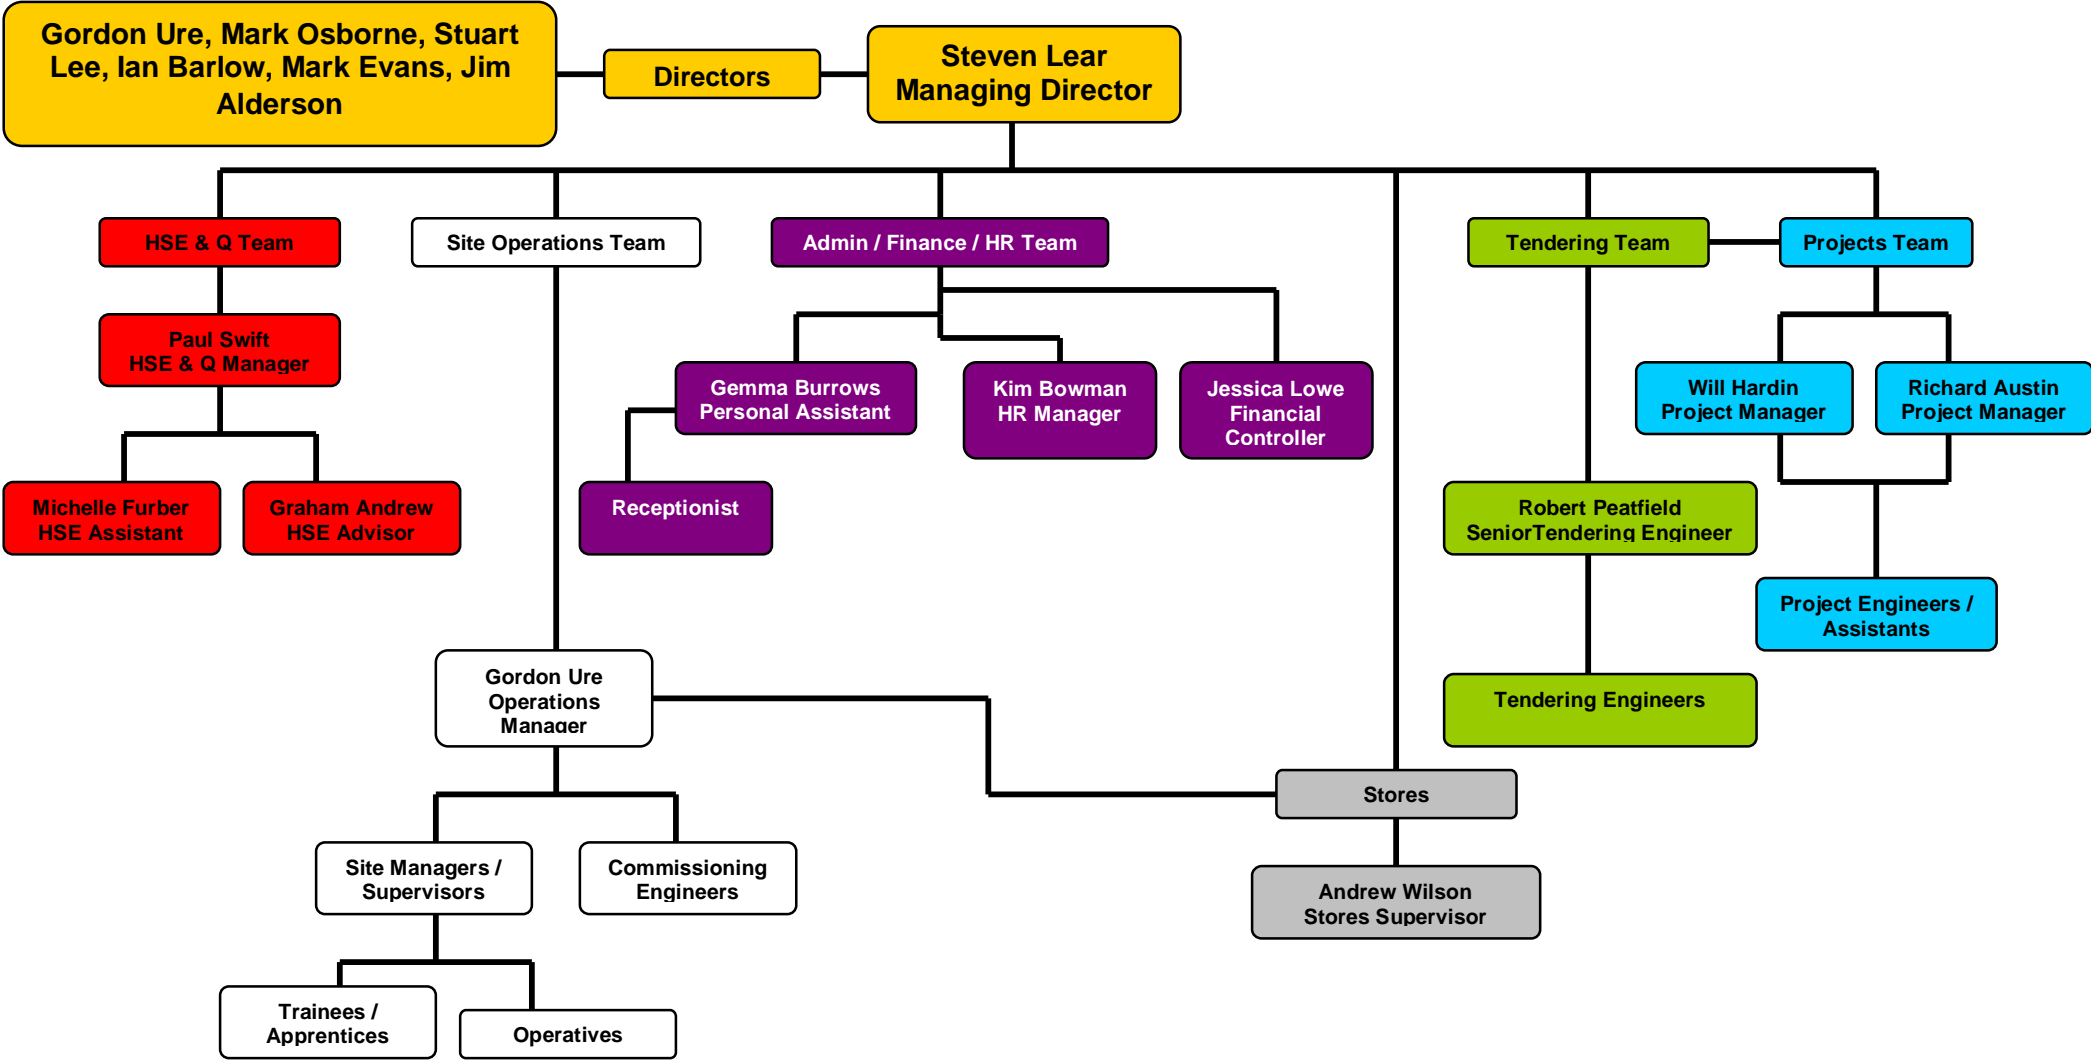 Gordon Ure, Mark Osborne, Stuart
Lee, Ian Barlow, Mark Evans, Jim
Alderson
Directors
Steven Lear
Managing Director
HSE & Q Team
Site Operations Team
Admin / Finance / HR Team
Tendering Team
Projects Team
Paul Swift
HSE & Q Manager
Gemma Burrows
Personal Assistant
Kim Bowman
HR Manager
Jessica Lowe
Financial
Controller
Will Hardin
Project Manager
Richard Austin
Project Manager
Michelle Furber
HSE Assistant
Graham Andrew
HSE Advisor
Receptionist
Robert Peatfield
SeniorTendering Engineer
Project Engineers /
Assistants
Gordon Ure
Operations
Manager
Tendering Engineers
Stores
Site Managers /
Supervisors
Commissioning
Engineers
Andrew Wilson
Stores Supervisor
Trainees /
Apprentices
Operatives